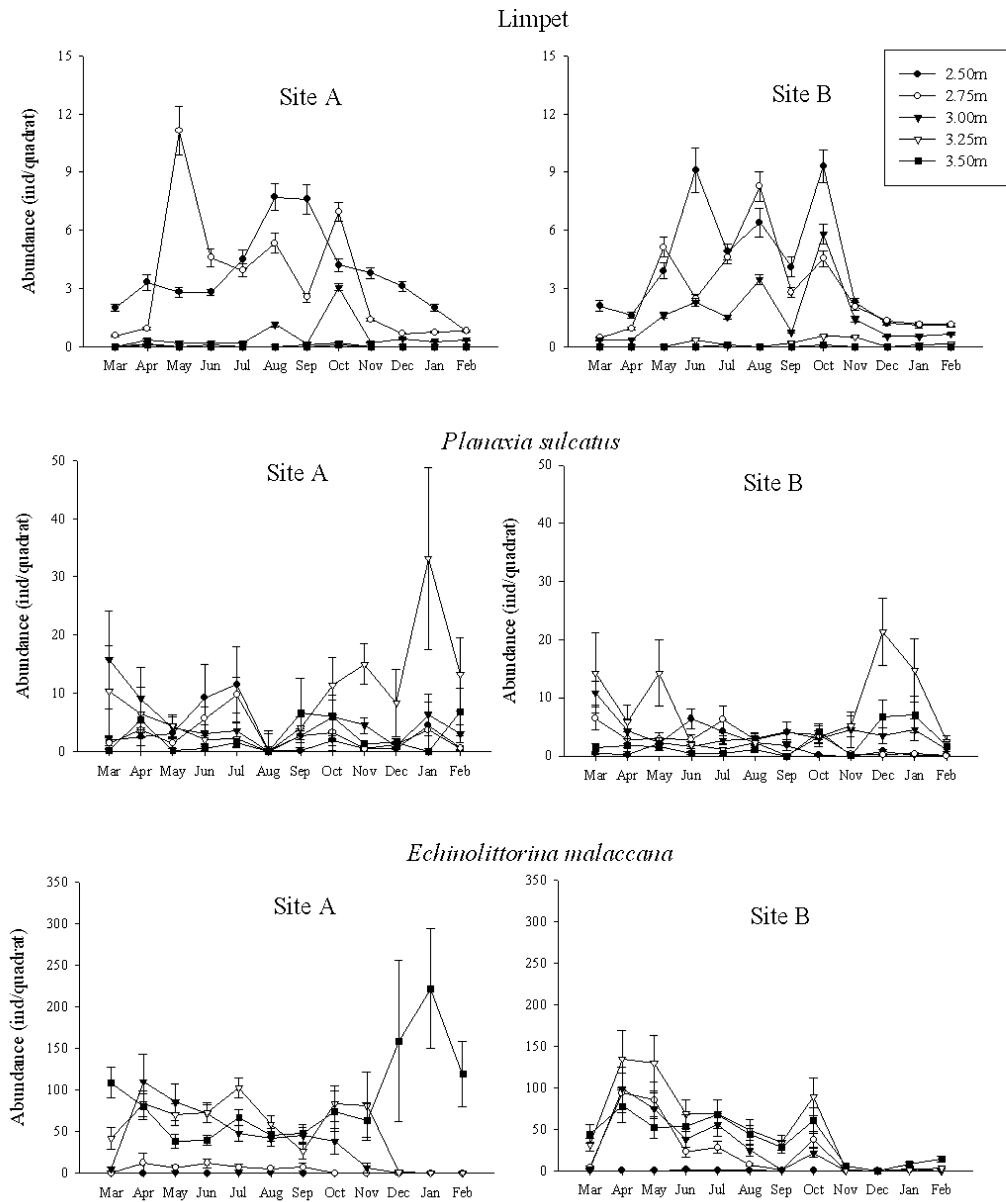 Limpet
15
12
9
6
3
0
Abundance (ind/quadrat)
Site A
Mar Apr May Jun Jul Aug Sep Oct Nov Dec Jan Feb
15
12
9
6
3
0
Site B
Mar Apr May Jun Jul Aug Sep Oct Nov Dec Jan Feb
2.50m
2.75m
3.00m
3.25m
3.50m
Planaxia sulcatus
50
40
30
20
10
0
Abundance (ind/quadrat)
Site A
Mar Apr May Jun Jul Aug Sep Oct Nov Dec Jan Feb
50
40
30
20
10
0
Site B
Mar Apr May Jun Jul Aug Sep Oct Nov Dec Jan Feb
Echinolittorina malaccana
350
300
250
200
150
100
50
0
Abundance (ind/quadrat)
Site A
Mar Apr May Jun Jul Aug Sep Oct Nov Dec Jan Feb
350
300
250
200
150
100
50
0
Site B
Mar Apr May Jun Jul Aug Sep Oct Nov Dec Jan Feb